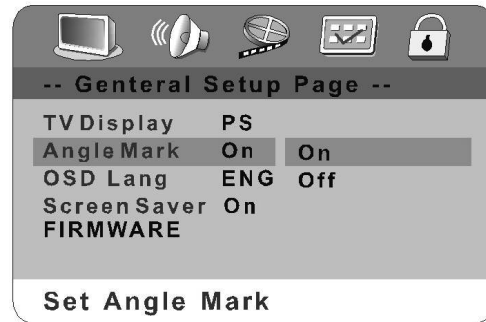 -- Genteral Setup Page --
TV Display PS
Angle Mark On On
OSD Lang ENG Off
Screen Saver On
FIRMWARE
Set Angle Mark